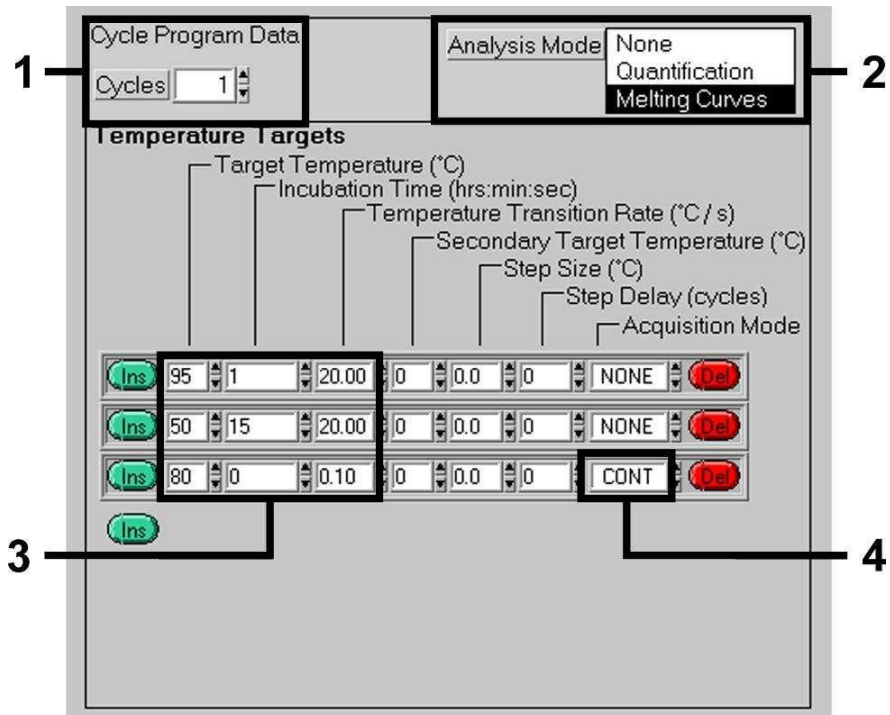 Cycle Program Data
Analysis Mode None
Quantification
Melting Curves
1
Cycles 1
2
Temperature Targets
Target Temperature (°C)
Incubation Time (hrs:min:sec)
Temperature Transition Rate (°C / s)
Secondary Target Temperature (°C)
Step Size (°C)
Step Delay (cycles)
Acquisition Mode
Ins 95 1 20.00 0 0.0 0 NONE Del
Ins 50 15 20.00 0 0.0 0 NONE Del
Ins 80 0 0.10 0 0.0 0 CONT Del
Ins
3
4